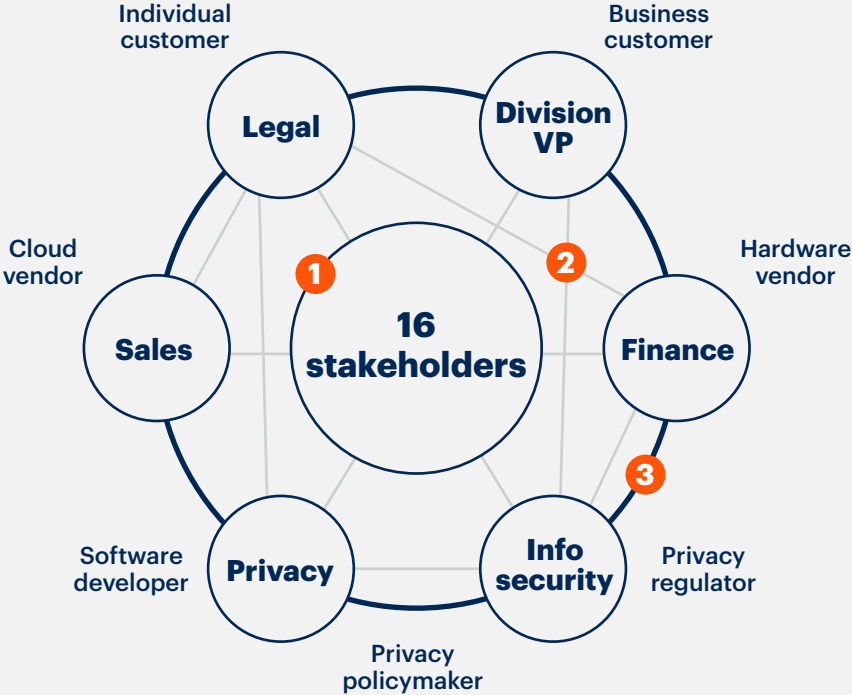 Individual
customer
Business
customer
Legal
Division
VP
Cloud
vendor
Hardware
vendor
1
2
16
stakeholders
Sales
Finance
3
Software
developer
Privacy
Info
security
Privacy
regulator
Privacy
policymaker